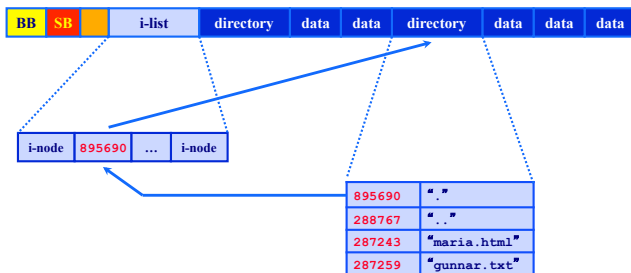 BB SB i-list directory data data directory data data data
i-node 895690 ... i-node
895690 “.”
288767 “..”
287243 “maria.html”
287259 “gunnar.txt”